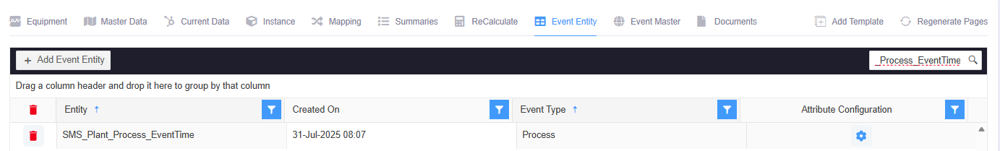 Equipment Master Data Current Data Instance Mapping Summaries ReCalculate Event Entity Event Master Documents Add Template Regenerate Pages
+ Add Event Entity _Process_EventTime
Drag a column header and drop it here to group by that column
Entity ↑ Created On Event Type ↑ Attribute Configuration
SMS_Plant_Process_EventTime 31-Jul-2025 08:07 Process